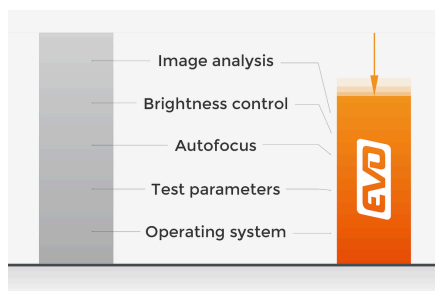 Image analysis
Brightness control
Autofocus
Test parameters
Operating system
EVO